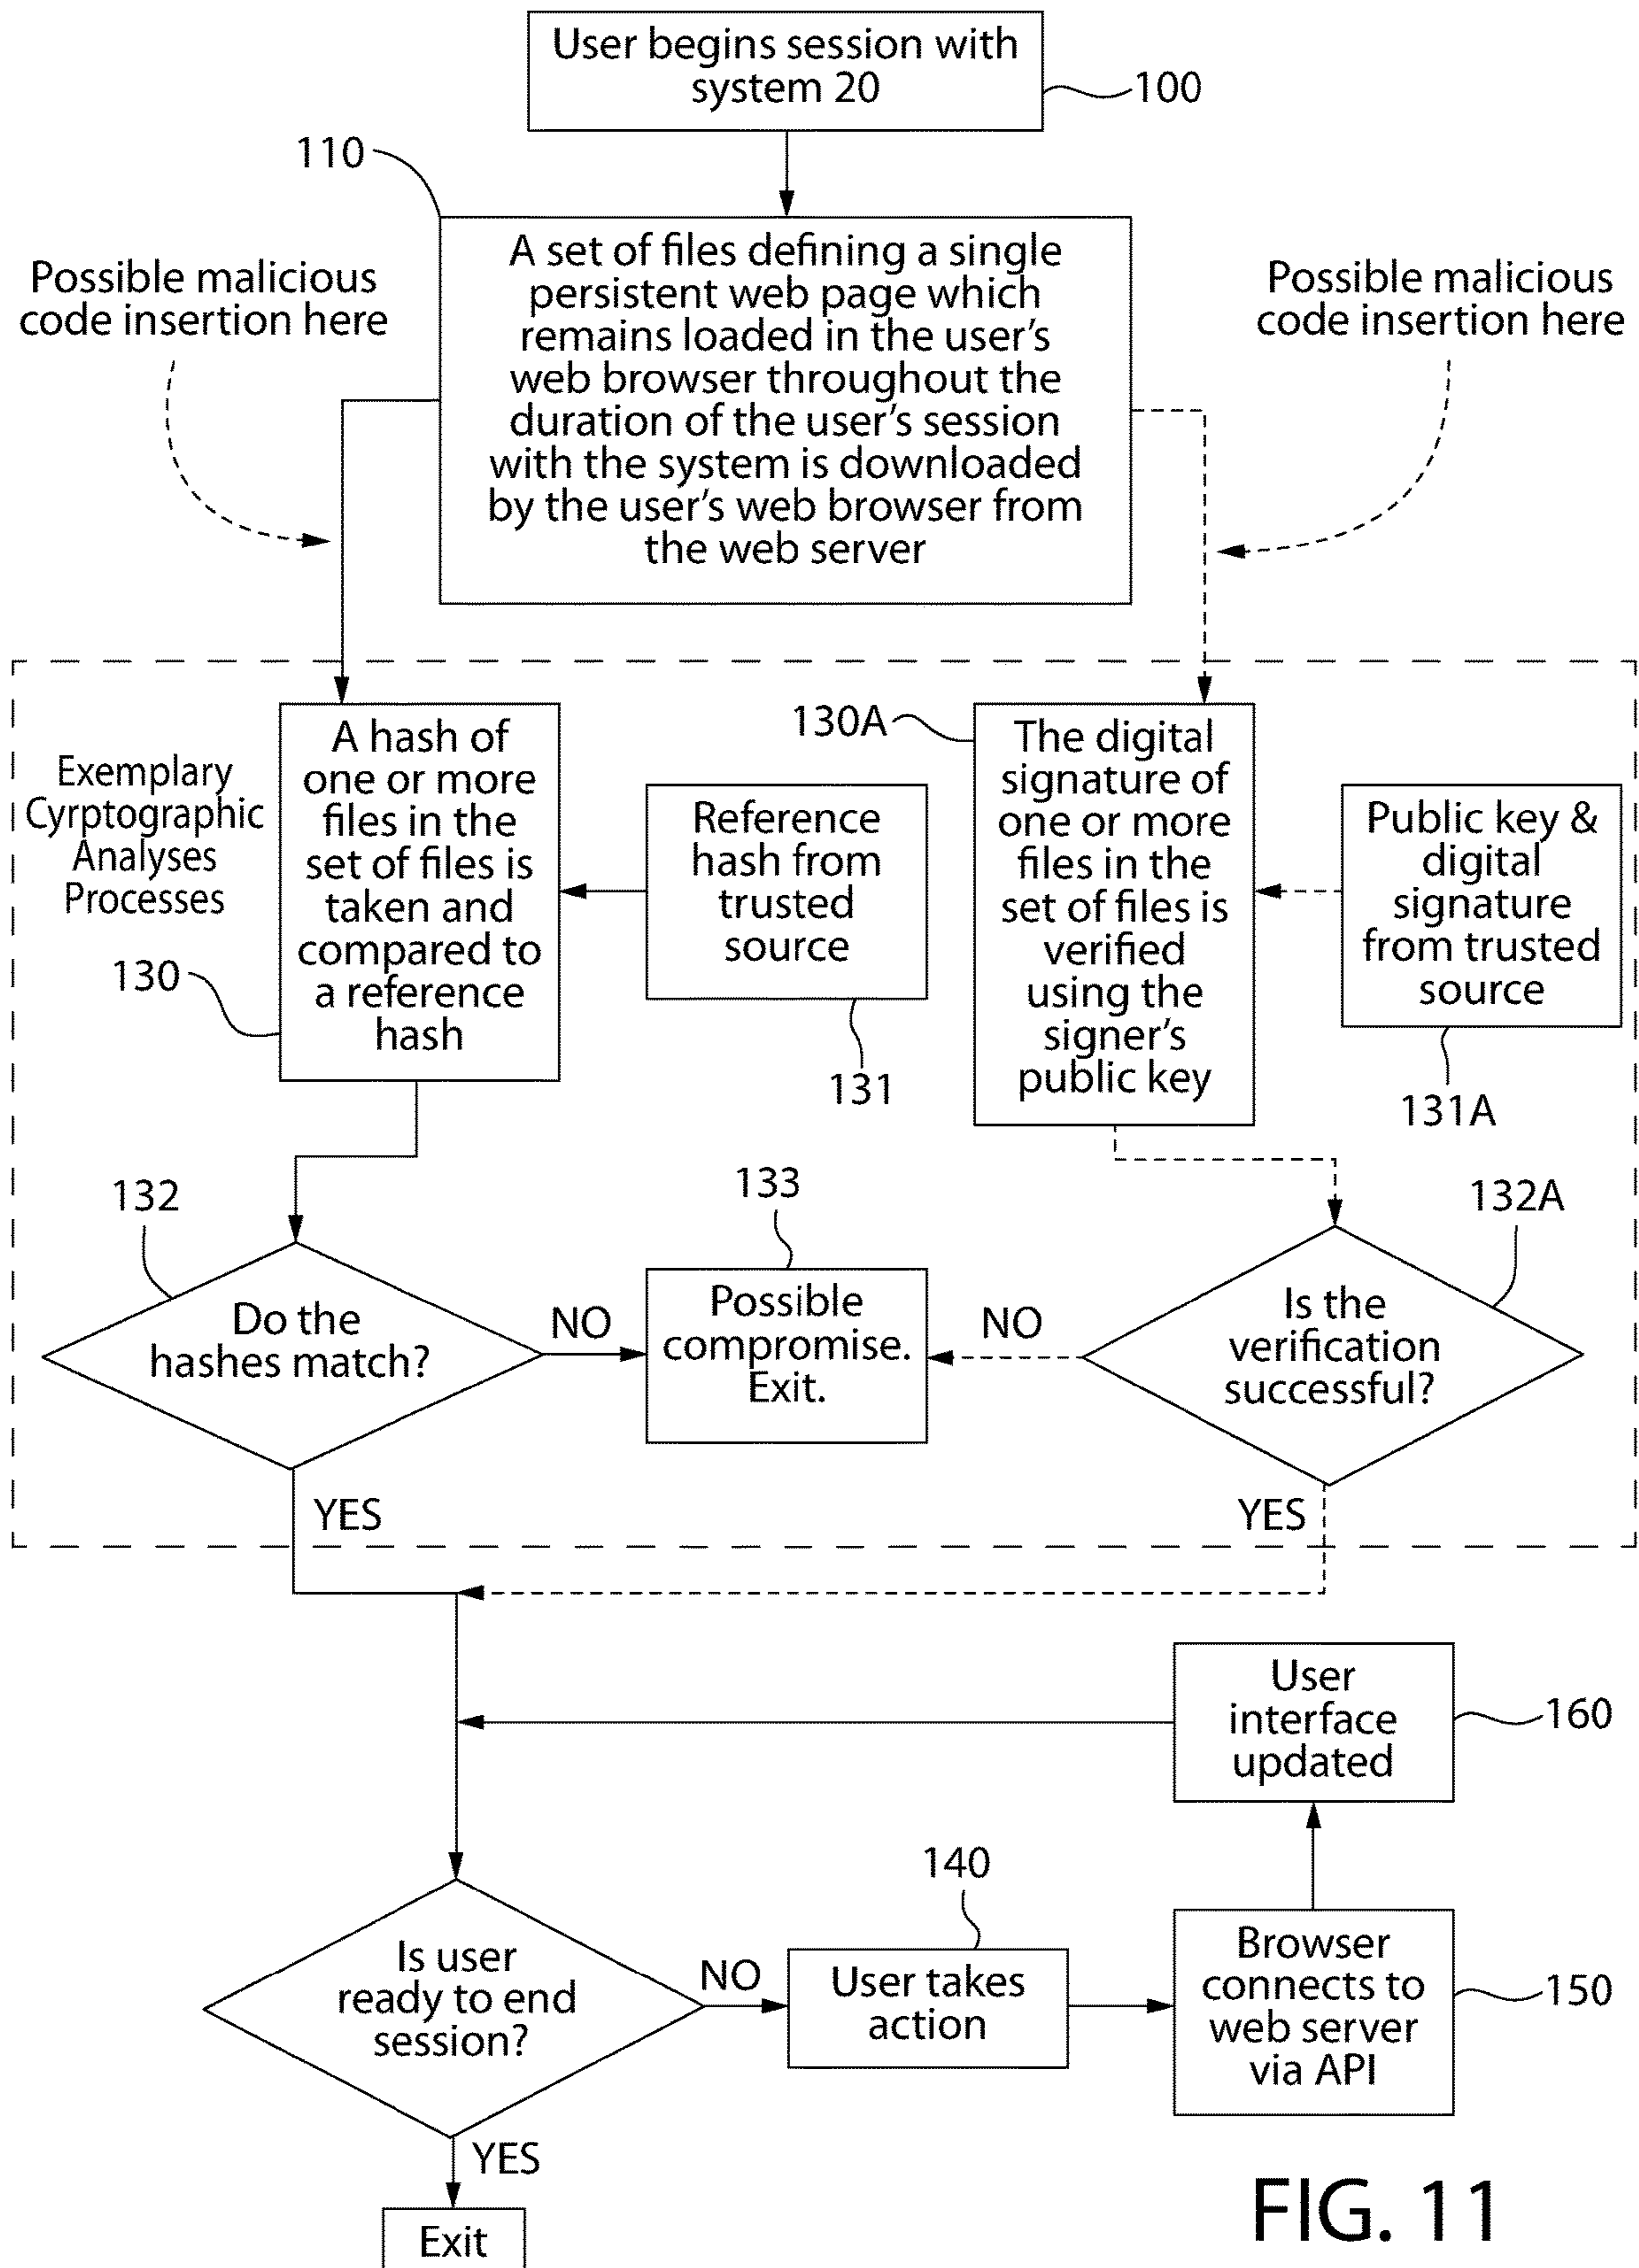 User begins session with
system 20
100
110
A set of files defining a single
persistent web page which
remains loaded in the user's
web browser throughout the
duration of the user's session
with the system is downloaded
by the user's web browser from
the web server
Possible malicious
code insertion here
Possible malicious
code insertion here
Exemplary
Cyrptographic
Analyses
Processes
130
A hash of
one or more
files in the
set of files is
taken and
compared to
a reference
hash
Reference
hash from
trusted
source
131
130A
The digital
signature of
one or more
files in the
set of files is
verified
using the
signer's
public key
Public key &
digital
signature
from trusted
source
131A
132
Do the
hashes match?
NO
133
Possible
compromise.
Exit.
NO
132A
Is the
verification
successful?
YES
YES
User
interface
updated
160
Is user
ready to end
session?
NO
140
User takes
action
Browser
connects to
web server
via API
150
YES
Exit
FIG. 11